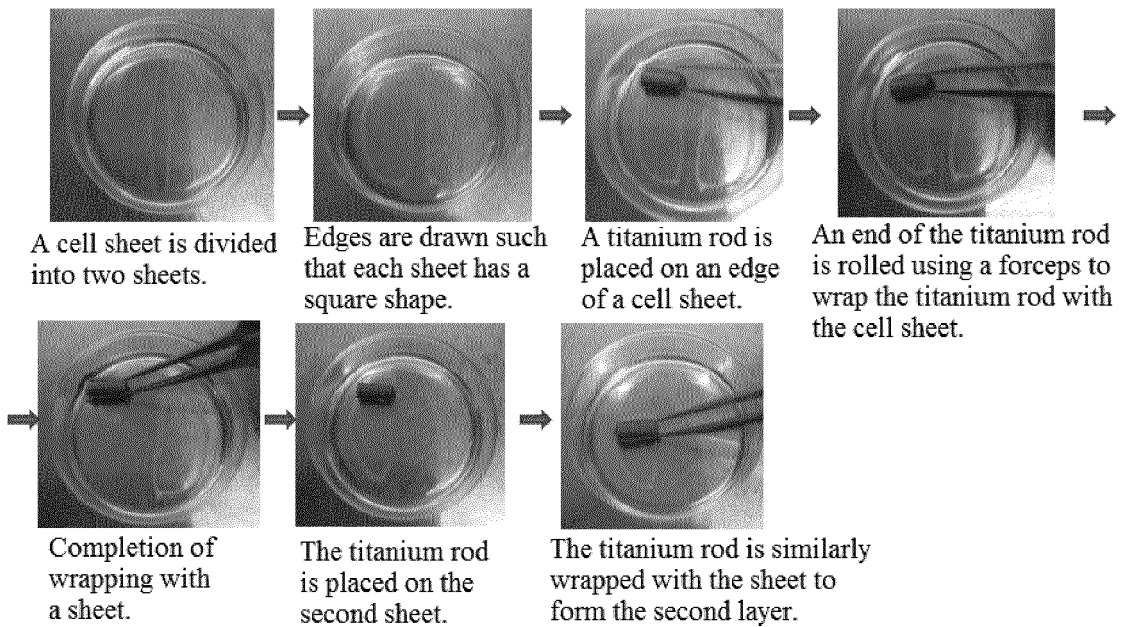 A cell sheet is divided
into two sheets.
Edges are drawn such
that each sheet has a
square shape.
A titanium rod is
placed on an edge
of a cell sheet.
An end of the titanium rod
is rolled using a forceps to
wrap the titanium rod with
the cell sheet.
Completion of
wrapping with
a sheet.
The titanium rod
is placed on the
second sheet.
The titanium rod is similarly
wrapped with the sheet to
form the second layer.